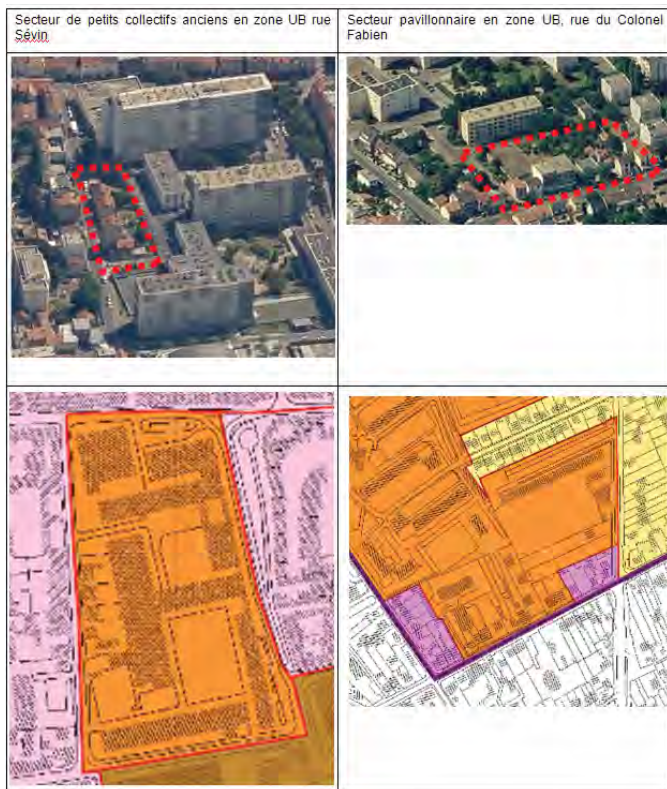 Secteur de petits collectifs anciens en zone UB rue
Sévin
Secteur pavillonnaire en zone UB, rue du Colonel
Fabien